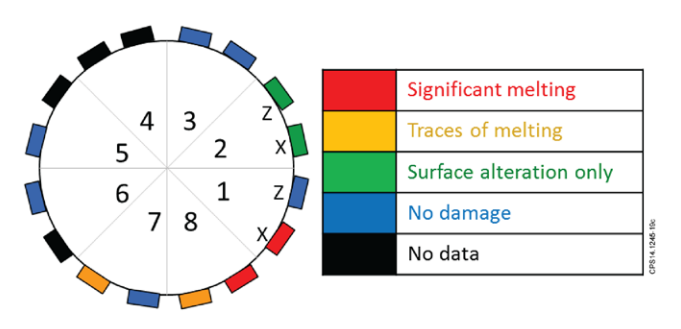 4 3
5 2
6 1
7 8
Z
X
Z
X
Significant melting
Traces of melting
Surface alteration only
No damage
No data
CPS14.1245-19c